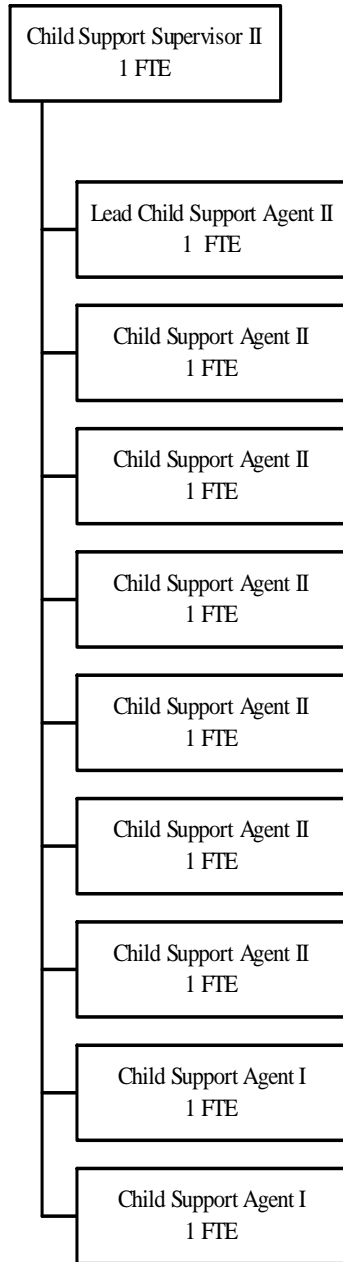 Child Support Supervisor II
1 FTE
Lead Child Support Agent II
1 FTE
Child Support Agent II
1 FTE
Child Support Agent II
1 FTE
Child Support Agent II
1 FTE
Child Support Agent II
1 FTE
Child Support Agent II
1 FTE
Child Support Agent II
1 FTE
Child Support Agent I
1 FTE
Child Support Agent I
1 FTE